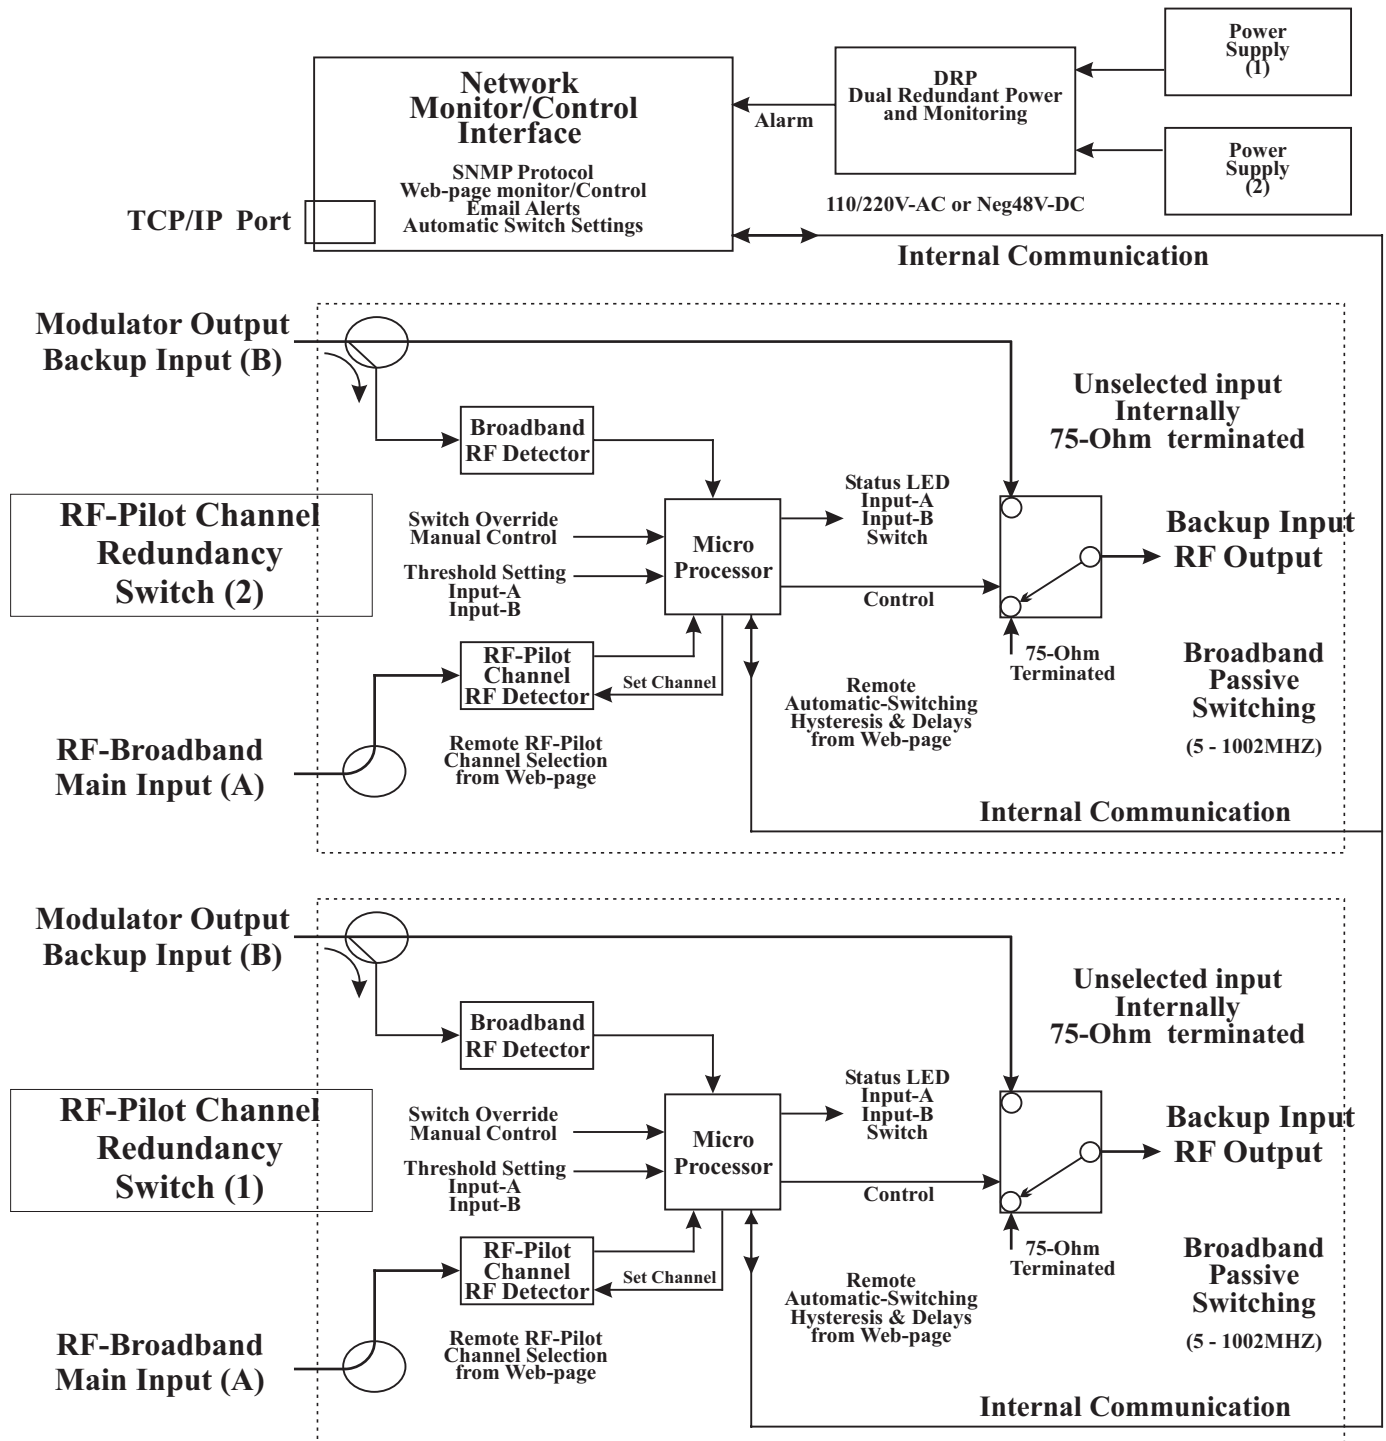 Power
Supply
(1)
DRP
Dual Redundant Power
and Monitoring
Network
Monitor/Control
Interface
Alarm
SNMP Protocol
Web-page monitor/Control
Email Alerts
Automatic Switch Settings
Power
Supply
(2)
110/220V-AC or Neg48V-DC
TCP/IP Port
Internal Communication
Modulator Output
Backup Input (B)
Unselected input
Internally
75-Ohm terminated
Broadband
RF Detector
RF-Pilot Channel
Redundancy
Switch (2)
Switch Override
Manual Control
Threshold Setting
Input-A
Input-B
Micro
Processor
Status LED
Input-A
Input-B
Switch
Control
Backup Input
RF Output
RF-Pilot
Channel
RF Detector
Set Channel
75-Ohm
Terminated
Broadband
Passive
Switching
(5 - 1002MHZ)
Remote
Automatic-Switching
Hysteresis & Delays
from Web-page
Remote RF-Pilot
Channel Selection
from Web-page
RF-Broadband
Main Input (A)
Internal Communication
Modulator Output
Backup Input (B)
Unselected input
Internally
75-Ohm terminated
Broadband
RF Detector
RF-Pilot Channel
Redundancy
Switch (1)
Switch Override
Manual Control
Threshold Setting
Input-A
Input-B
Micro
Processor
Status LED
Input-A
Input-B
Switch
Control
Backup Input
RF Output
RF-Pilot
Channel
RF Detector
Set Channel
75-Ohm
Terminated
Broadband
Passive
Switching
(5 - 1002MHZ)
Remote
Automatic-Switching
Hysteresis & Delays
from Web-page
Remote RF-Pilot
Channel Selection
from Web-page
RF-Broadband
Main Input (A)
Internal Communication